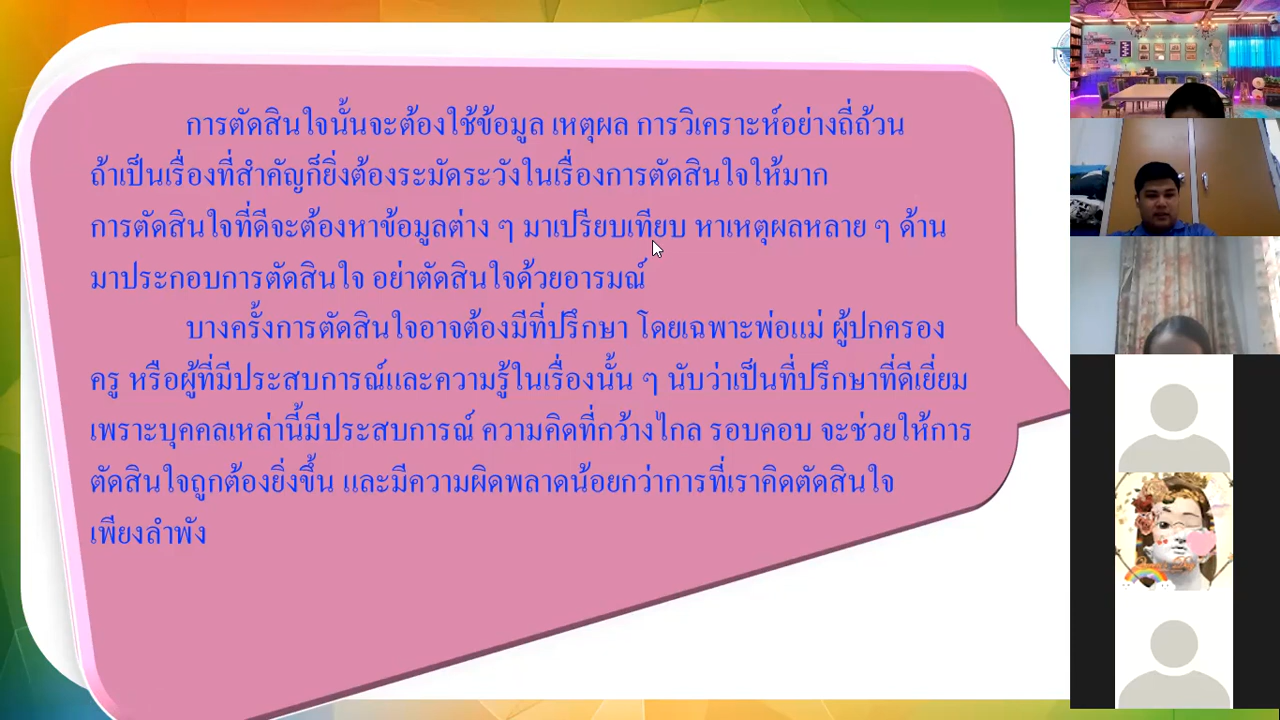 การตัดสินใจนั้นจะต้องใช้ข้อมูล เหตุผล การวิเคราะห์อย่างถี่ถ้วน
ถ้าเป็นเรื่องที่สำคัญก็ยิ่งต้องระมัดระวังในเรื่องการตัดสินใจให้มาก
การตัดสินใจที่ดีจะต้องหาข้อมูลต่าง ๆ มาเปรียบเทียบ หาเหตุผลหลาย ๆ ด้าน
มาประกอบการตัดสินใจ อย่าตัดสินใจด้วยอารมณ์
บางครั้งการตัดสินใจอาจต้องมีที่ปรึกษา โดยเฉพาะพ่อแม่ ผู้ปกครอง
ครู หรือผู้ที่มีประสบการณ์และความรู้ในเรื่องนั้น ๆ นับว่าเป็นที่ปรึกษาที่ดีเยี่ยม
เพราะบุคคลเหล่านี้มีประสบการณ์ ความคิดที่กว้างไกล รอบคอบ จะช่วยให้การ
ตัดสินใจถูกต้องยิ่งขึ้น และมีความผิดพลาดน้อยกว่าการที่เราคิดตัดสินใจ
เพียงลำพัง